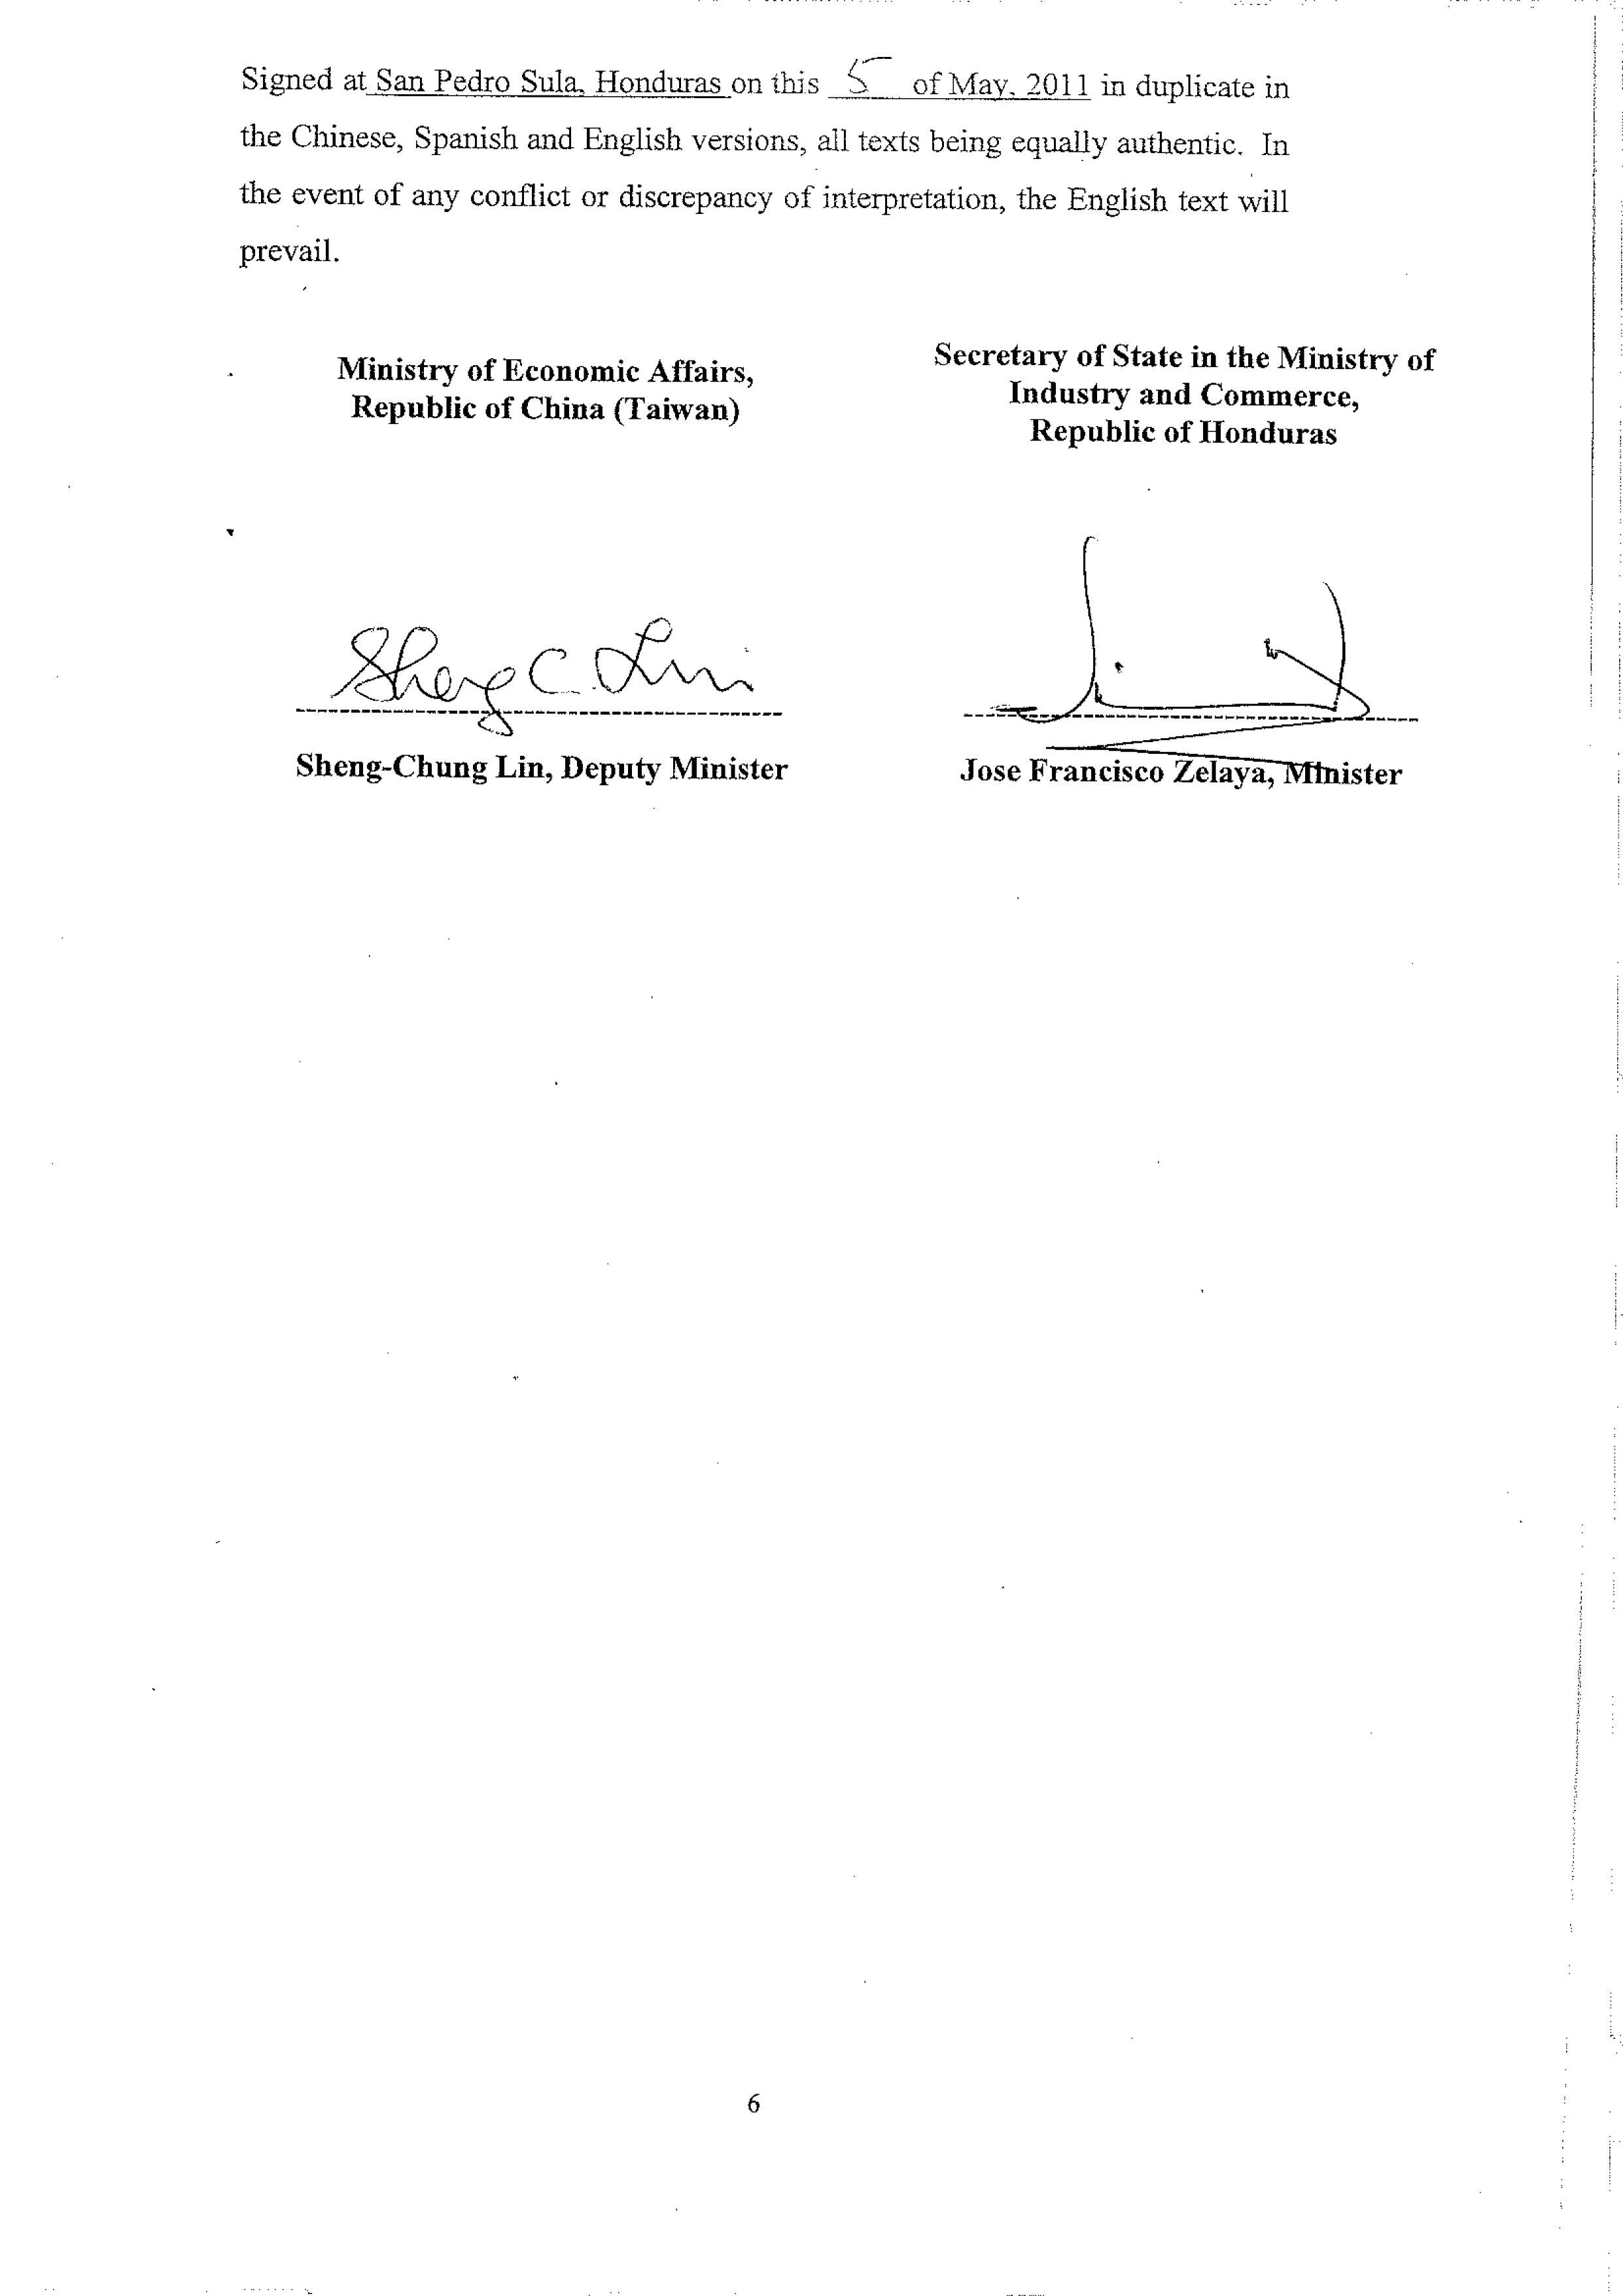 Signed at San Pedro Sula, Honduras on this 5 of May, 2011 in duplicate in
the Chinese, Spanish and English versions, all texts being equally authentic. In
the event of any conflict or discrepancy of interpretation, the English text will
prevail.
Ministry of Economic Affairs,
Republic of China (Taiwan)
Secretary of State in the Ministry of
Industry and Commerce,
Republic of Honduras
Sheng C. Lin
Sheng-Chung Lin, Deputy Minister
Jose Francisco Zelaya, Minister
6